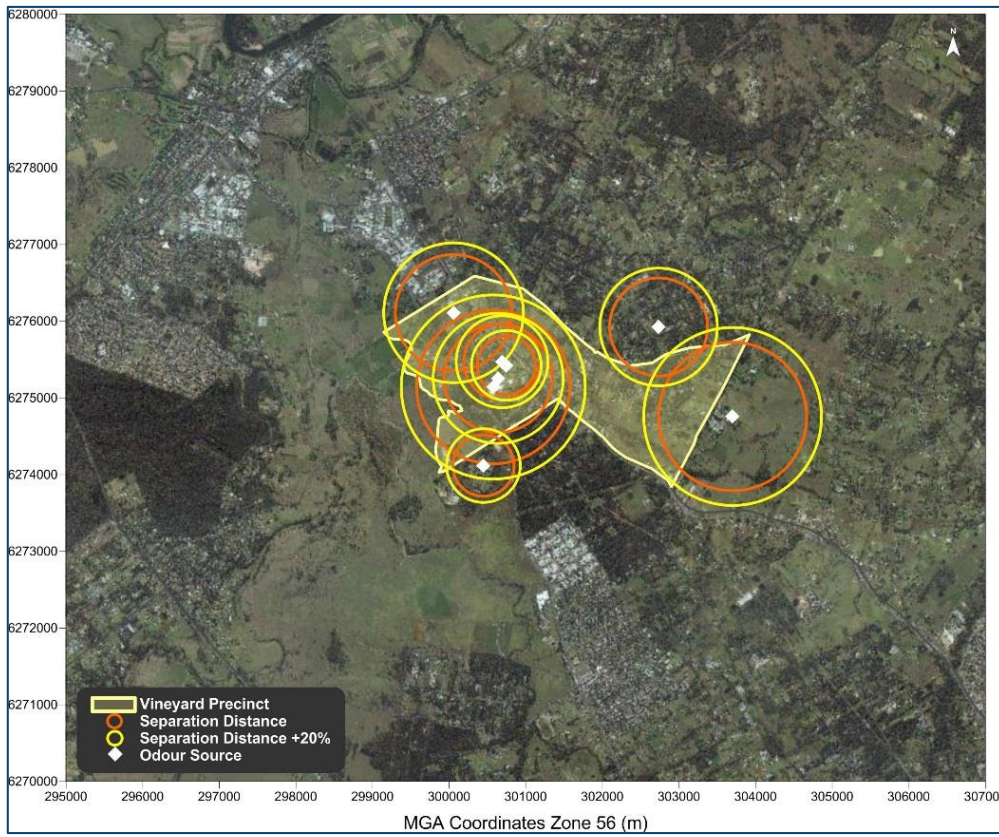 6280000
6279000
6278000
6277000
6276000
6275000
6274000
6273000
6272000
6271000
6270000
N
Vineyard Precinct
Separation Distance
Separation Distance +20%
Odour Source
295000 296000 297000 298000 299000 300000 301000 302000 303000 304000 305000 306000 307000
MGA Coordinates Zone 56 (m)